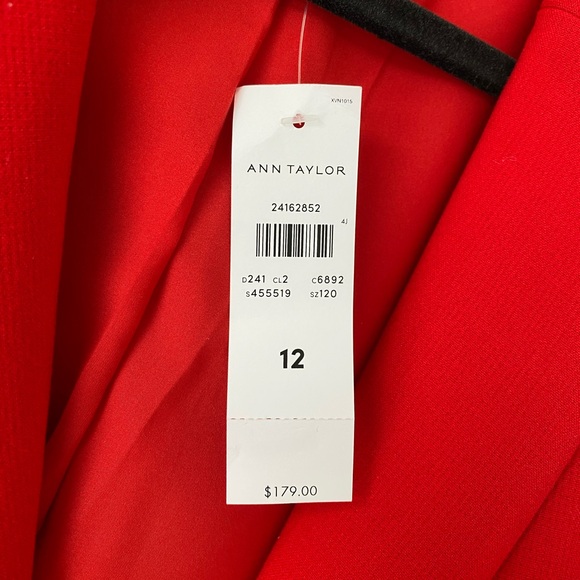 XVN1015
ANN TAYLOR
24162852
4J
D241 CL2 C6892
S455519 SZ120
12
$179.00